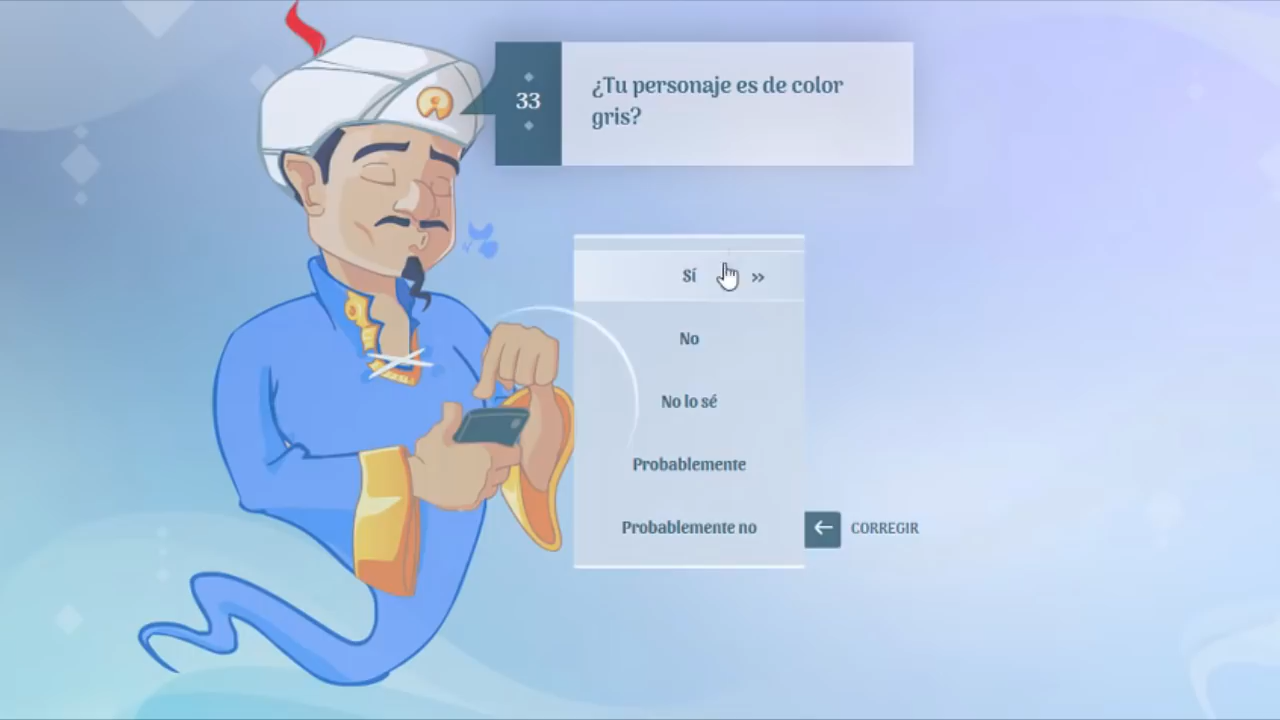 33
¿Tu personaje es de color
gris?
Sí
No
No lo sé
Probablemente
Probablemente no
CORREGIR